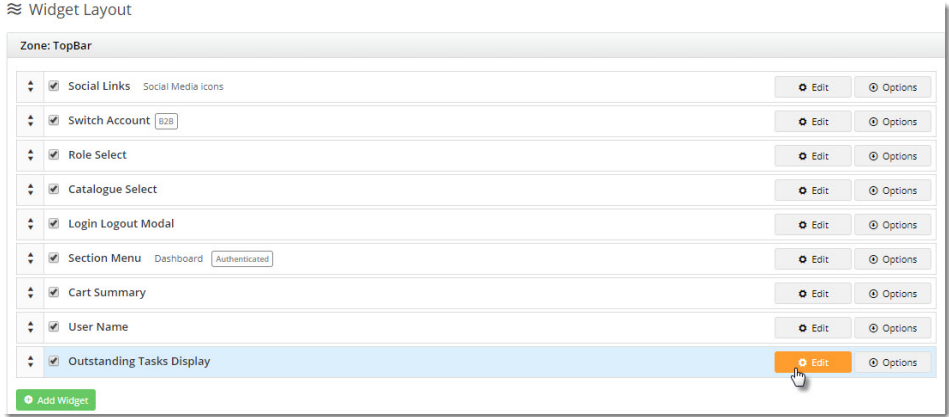 Widget Layout
Zone: TopBar
Social Links Social Media icons Edit Options
Switch Account B2B Edit Options
Role Select Edit Options
Catalogue Select Edit Options
Login Logout Modal Edit Options
Section Menu Dashboard Authenticated Edit Options
Cart Summary Edit Options
User Name Edit Options
Outstanding Tasks Display Edit Options
Add Widget